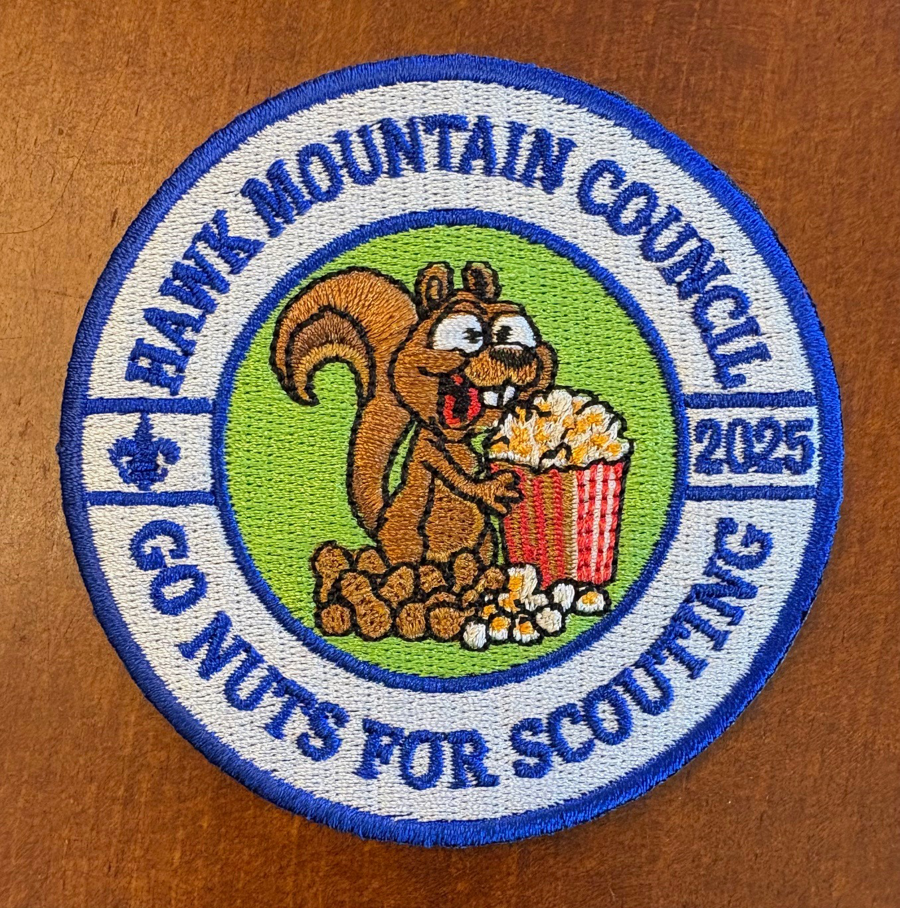 HAWK MOUNTAIN COUNCIL
2025
GO NUTS FOR SCOUTING